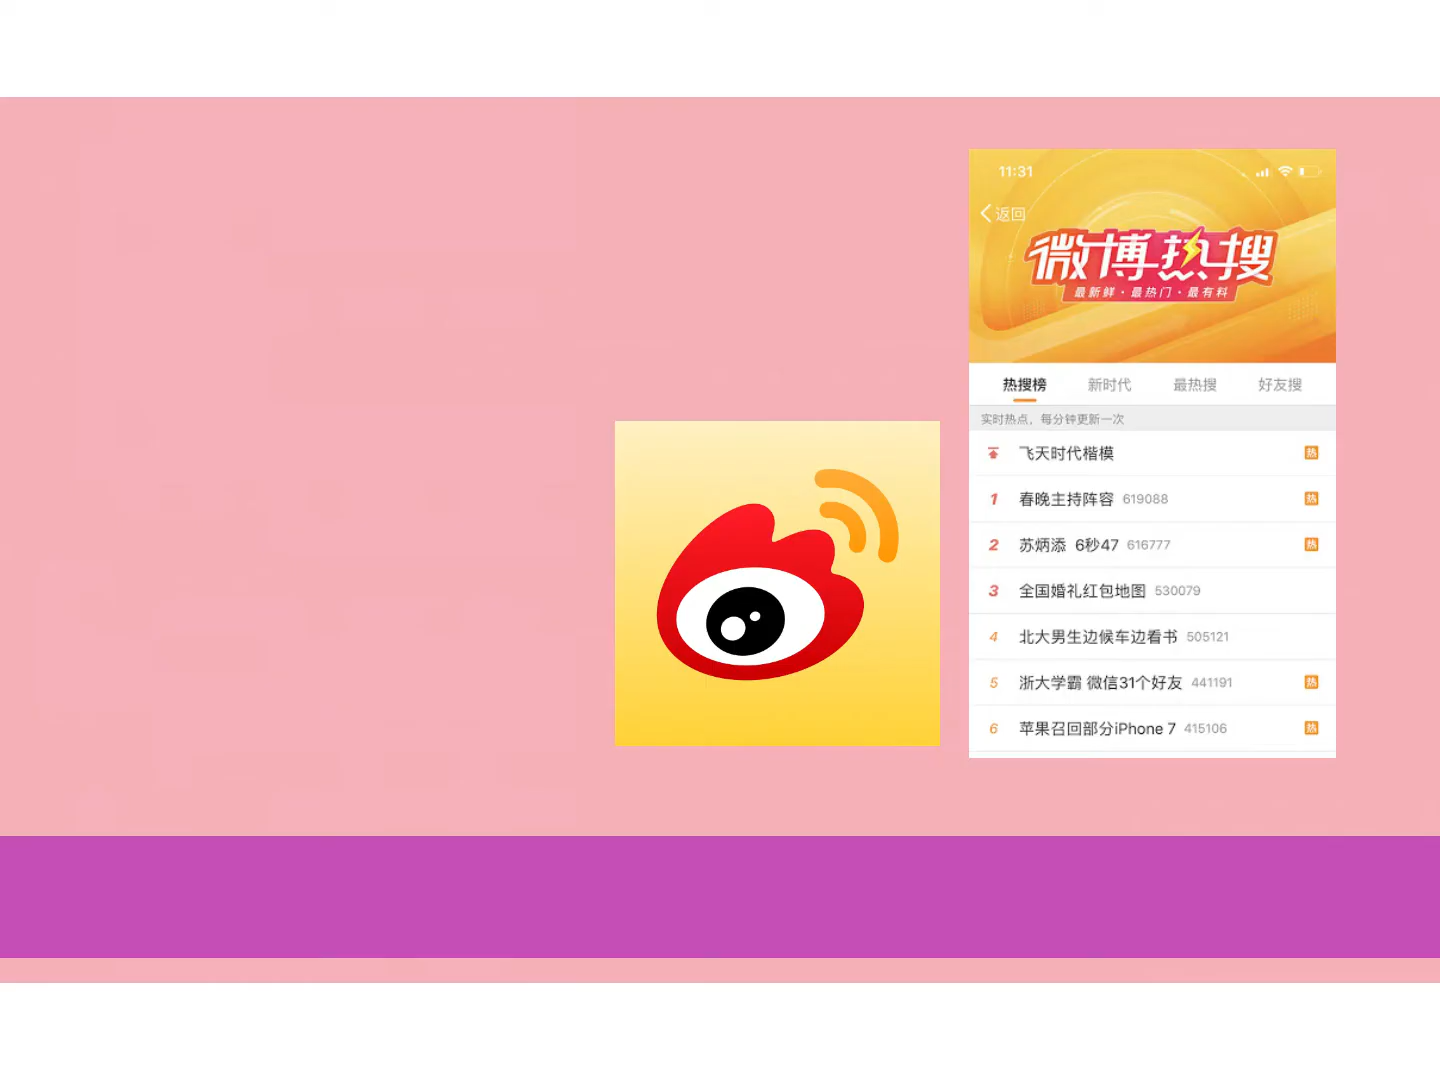 11:31
返回
微博热搜
最新鲜·最热门·最有料
热搜榜 新时代 最热搜 好友搜
实时热点，每分钟更新一次
飞天时代楷模 热
1 春晚主持阵容 619088 热
2 苏炳添 6秒47 616777 热
3 全国婚礼红包地图 530079
4 北大男生边候车边看书 505121
5 浙大学霸 微信31个好友 441191 热
6 苹果召回部分iPhone 7 415106 热